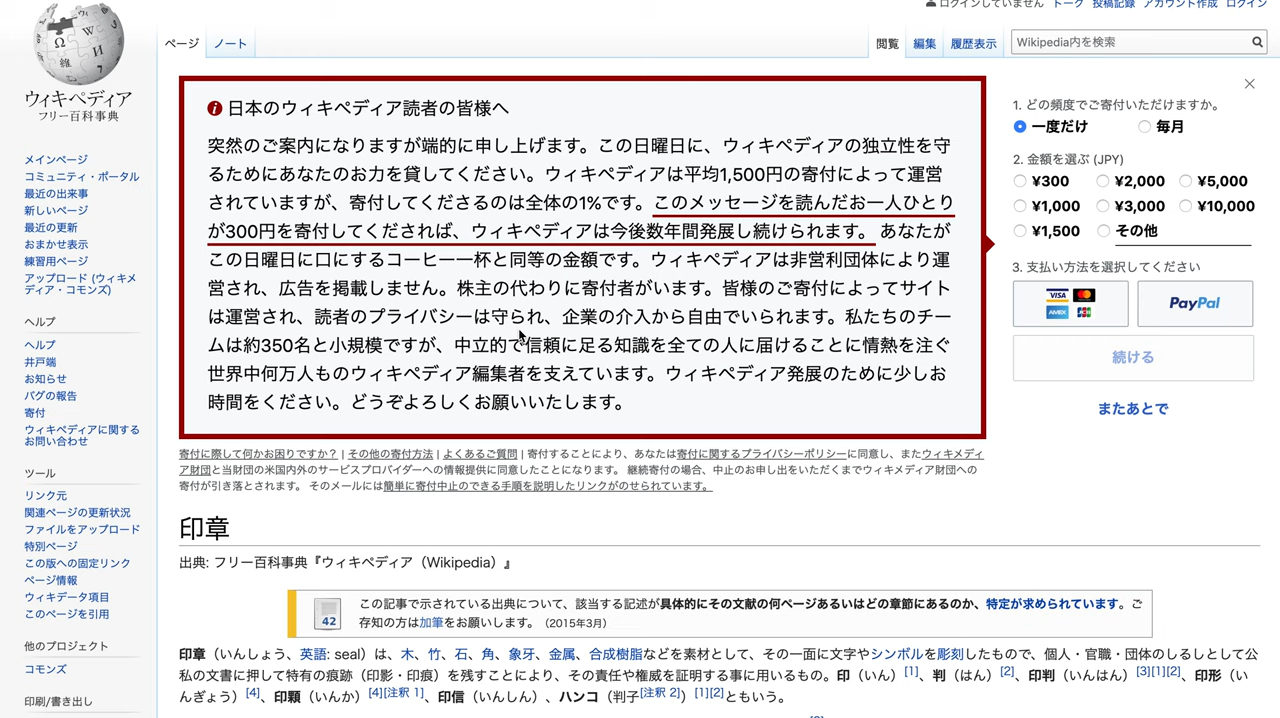 ログインしていません トーク 投稿記録 アカウント作成 ログイン
ページ ノート
閲覧 編集 履歴表示
Wikipedia内を検索
ウィキペディア
フリー百科事典
メインページ
コミュニティ・ポータル
最近の出来事
新しいページ
最近の更新
おまかせ表示
練習用ページ
アップロード (ウィキメ
ディア・コモンズ)
ヘルプ
ヘルプ
井戸端
お知らせ
バグの報告
寄付
ウィキペディアに関する
お問い合わせ
ツール
リンク元
関連ページの更新状況
ファイルをアップロード
特別ページ
この版への固定リンク
ページ情報
ウィキデータ項目
このページを引用
他のプロジェクト
コモンズ
印刷/書き出し
日本のウィキペディア読者の皆様へ
突然のご案内になりますが端的に申し上げます。この日曜日に、ウィキペディアの独立性を守
るためにあなたのお力を貸してください。ウィキペディアは平均1,500円の寄付によって運営
されていますが、寄付してくださるのは全体の1%です。このメッセージを読んだお一人ひとり
が300円を寄付してくだされば、ウィキペディアは今後数年間発展し続けられます。 あなたが
この日曜日に口にするコーヒー一杯と同等の金額です。ウィキペディアは非営利団体により運
営され、広告を掲載しません。株主の代わりに寄付者がいます。皆様のご寄付によってサイト
は運営され、読者のプライバシーは守られ、企業の介入から自由でいられます。私たちのチー
ムは約350名と小規模ですが、中立的で信頼に足る知識を全ての人に届けることに情熱を注ぐ
世界中何万人ものウィキペディア編集者を支えています。ウィキペディア発展のために少しお
時間をください。どうぞよろしくお願いいたします。
1. どの頻度でご寄付いただけますか。
一度だけ 毎月
2. 金額を選ぶ (JPY)
¥300 ¥2,000 ¥5,000
¥1,000 ¥3,000 ¥10,000
¥1,500 その他
3. 支払い方法を選択してください
VISA AMEX JCB PayPal
続ける
またあとで
寄付に際して何かお困りですか？ | その他の寄付方法 | よくあるご質問 | 寄付することにより、あなたは寄付に関するプライバシーポリシーに同意し、またウィキメディ
ア財団と当財団の米国内外のサービスプロバイダーへの情報提供に同意したことになります。 継続寄付の場合、中止のお申し出をいただくまでウィキメディア財団への
寄付が引き落とされます。 そのメールには簡単に寄付中止のできる手順を説明したリンクがのせられています。
印章
出典: フリー百科事典『ウィキペディア（Wikipedia）』
42
この記事で示されている出典について、該当する記述が具体的にその文献の何ページあるいはどの章節にあるのか、特定が求められています。ご
存知の方は加筆をお願いします。 （2015年3月）
印章（いんしょう、英語: seal）は、木、竹、石、角、象牙、金属、合成樹脂などを素材として、その一面に文字やシンボルを彫刻したもので、個人・官職・団体のしるしとして公
私の文書に押して特有の痕跡（印影・印痕）を残すことにより、その責任や権威を証明する事に用いるもの。印（いん）[1]、判（はん）[2]、印判（いんはん）[3][1][2]、印形（い
んぎょう）[4]、印顆（いんか）[4][注釈 1]、印信（いんしん）、ハンコ（判子[注釈 2]）[1][2]ともいう。